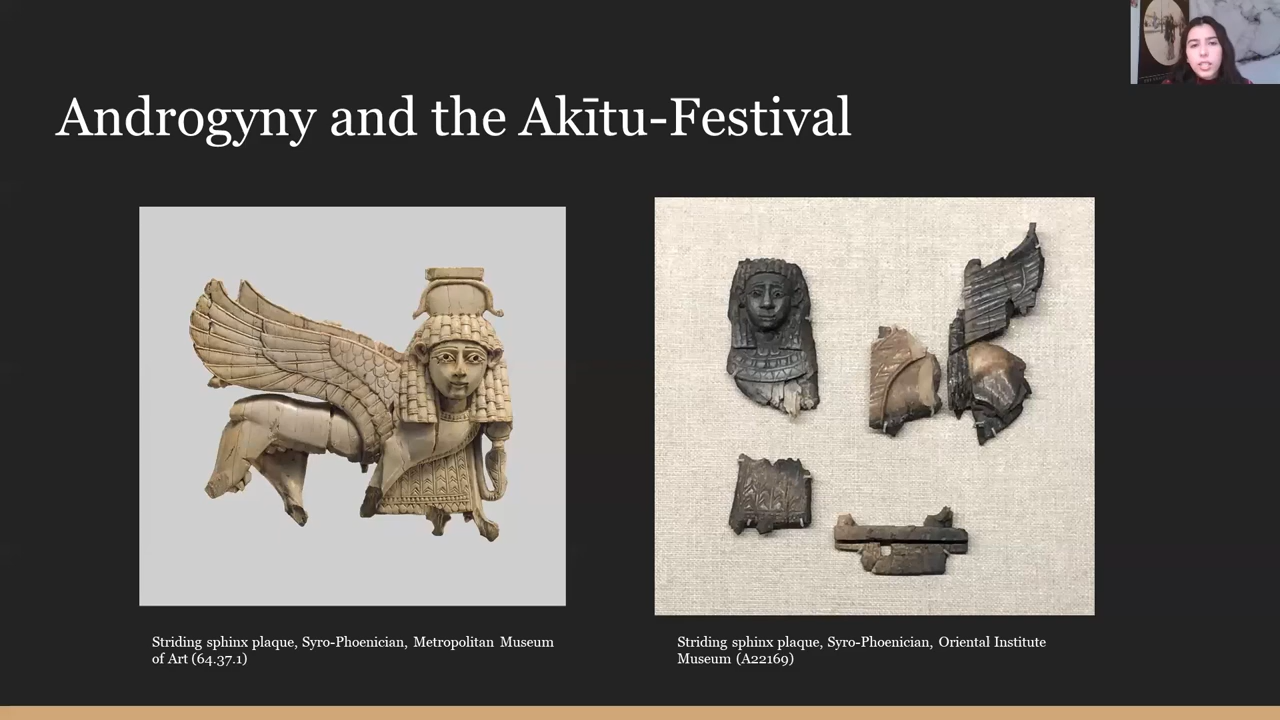 Androgyny and the Akītu-Festival
Striding sphinx plaque, Syro-Phoenician, Metropolitan Museum
of Art (64.37.1)
Striding sphinx plaque, Syro-Phoenician, Oriental Institute
Museum (A22169)